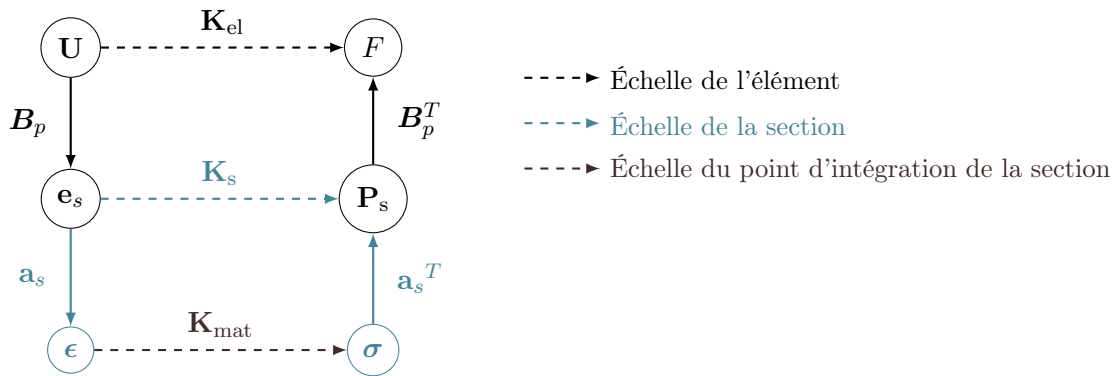 K_el
U F
Échelle de l'élément
B_p B_p^T
Échelle de la section
Échelle du point d'intégration de la section
K_s
e_s P_s
a_s a_s^T
K_mat
ϵ σ